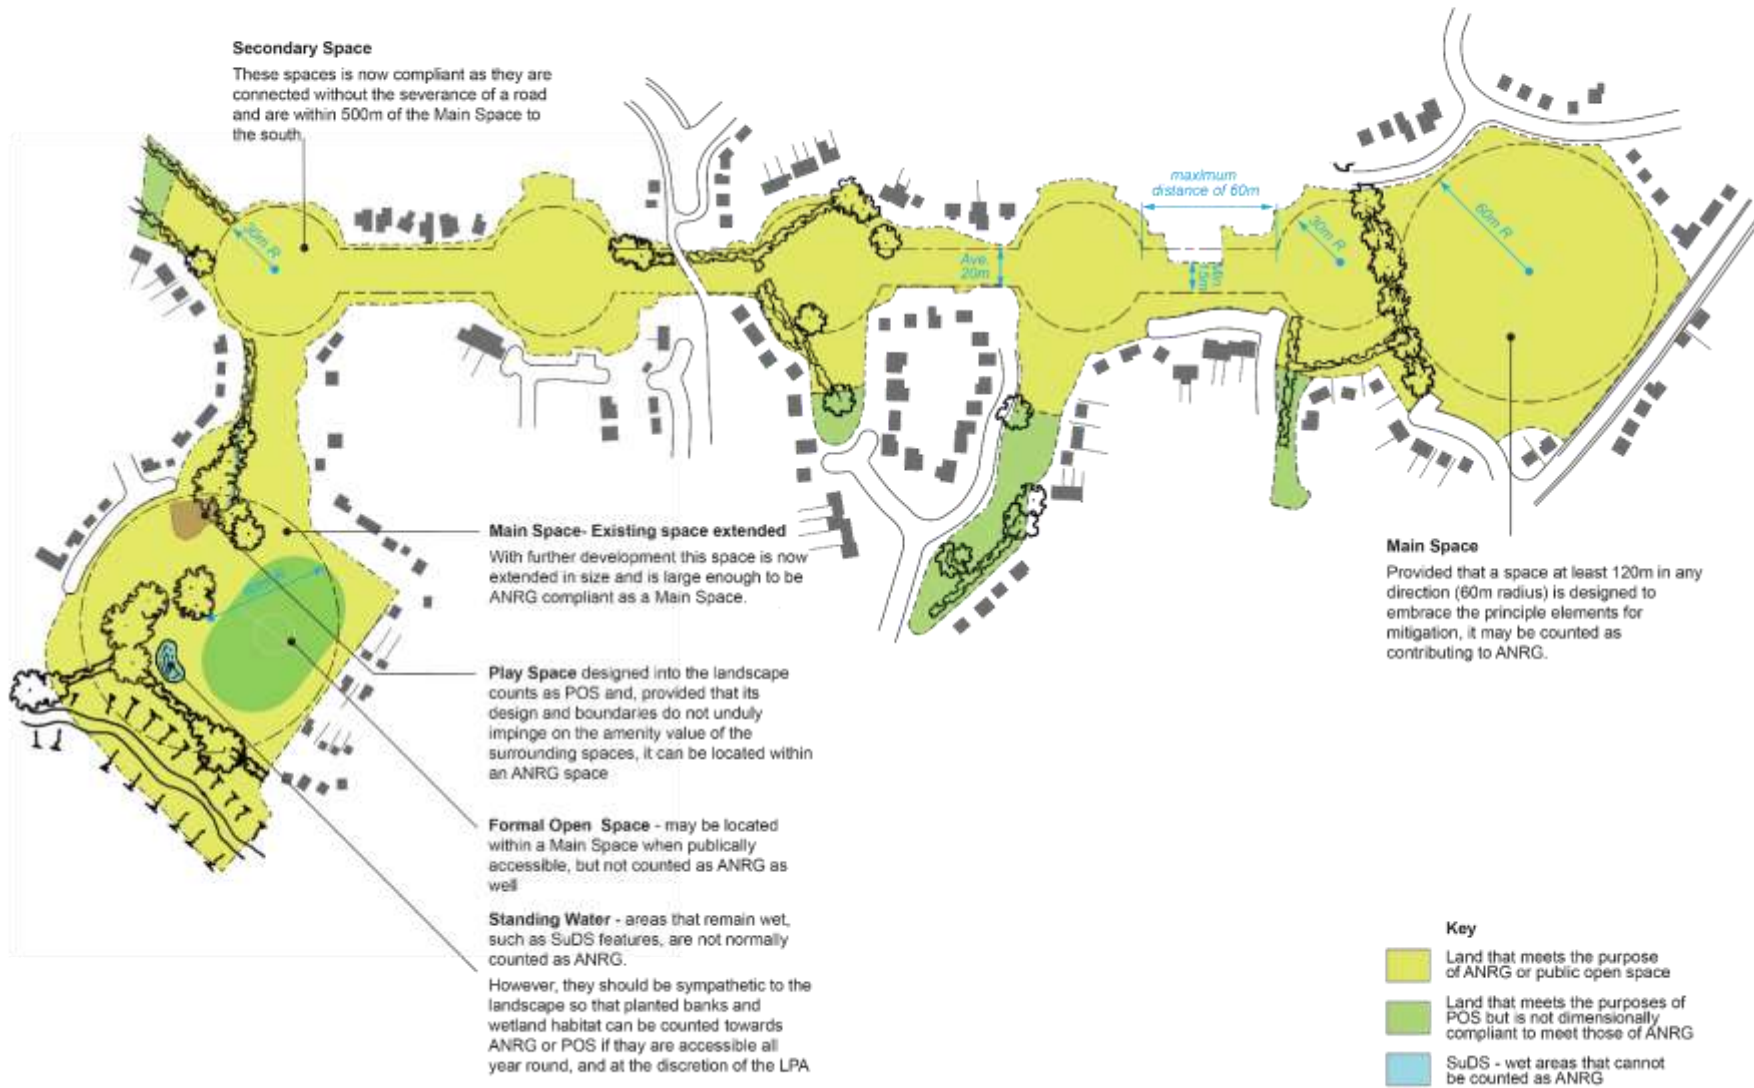 Secondary Space
These spaces is now compliant as they are
connected without the severance of a road
and are within 500m of the Main Space to
the south
30m R
maximum
distance of 60m
Ave.
20m
Min
15m
30m R
60m R
Main Space- Existing space extended
With further development this space is now
extended in size and is large enough to be
ANRG compliant as a Main Space.
Play Space designed into the landscape
counts as POS and, provided that its
design and boundaries do not unduly
impinge on the amenity value of the
surrounding spaces, it can be located within
an ANRG space
Formal Open Space - may be located
within a Main Space when publically
accessible, but not counted as ANRG as
well
Standing Water - areas that remain wet,
such as SuDS features, are not normally
counted as ANRG.
However, they should be sympathetic to the
landscape so that planted banks and
wetland habitat can be counted towards
ANRG or POS if thay are accessible all
year round, and at the discretion of the LPA
Main Space
Provided that a space at least 120m in any
direction (60m radius) is designed to
embrace the principle elements for
mitigation, it may be counted as
contributing to ANRG.
Key
Land that meets the purpose
of ANRG or public open space
Land that meets the purposes of
POS but is not dimensionally
compliant to meet those of ANRG
SuDS - wet areas that cannot
be counted as ANRG